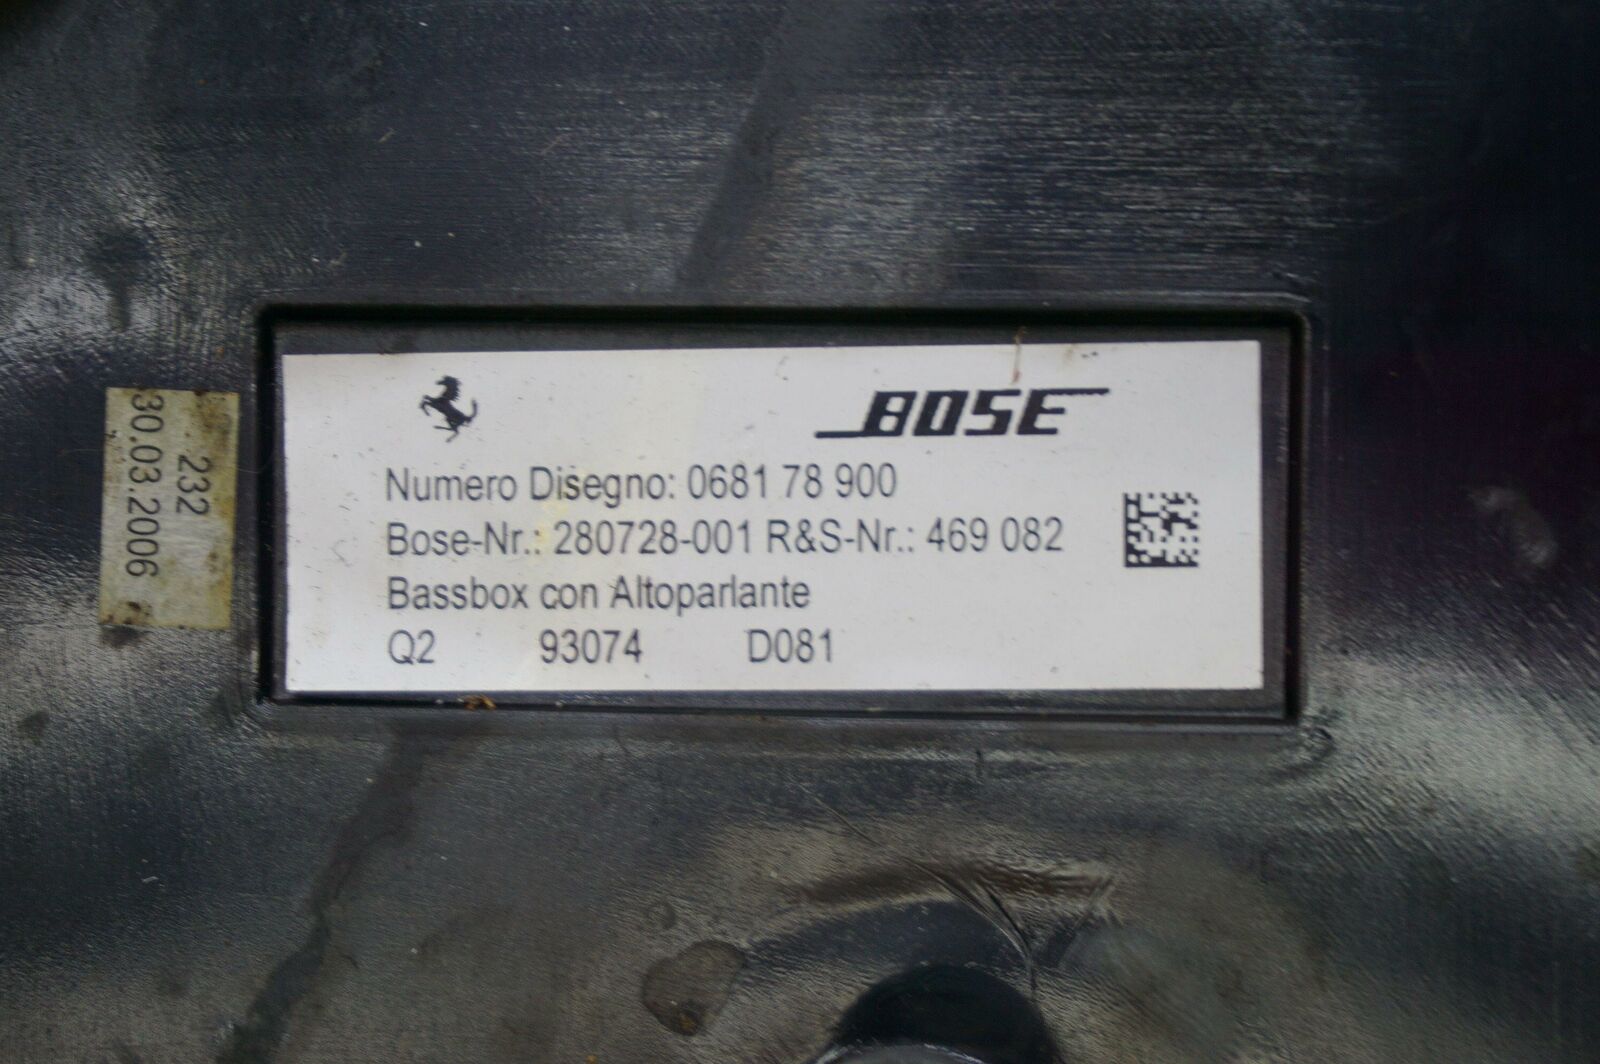 BOSE
Numero Disegno: 0681 78 900
Bose-Nr.: 280728-001 R&S-Nr.: 469 082
Bassbox con Altoparlante
Q2 93074 D081
232
30.03.2006